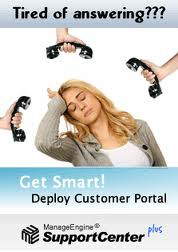 Tired of answering???
Get Smart!
Deploy Customer Portal
ManageEngine®
SupportCenter plus